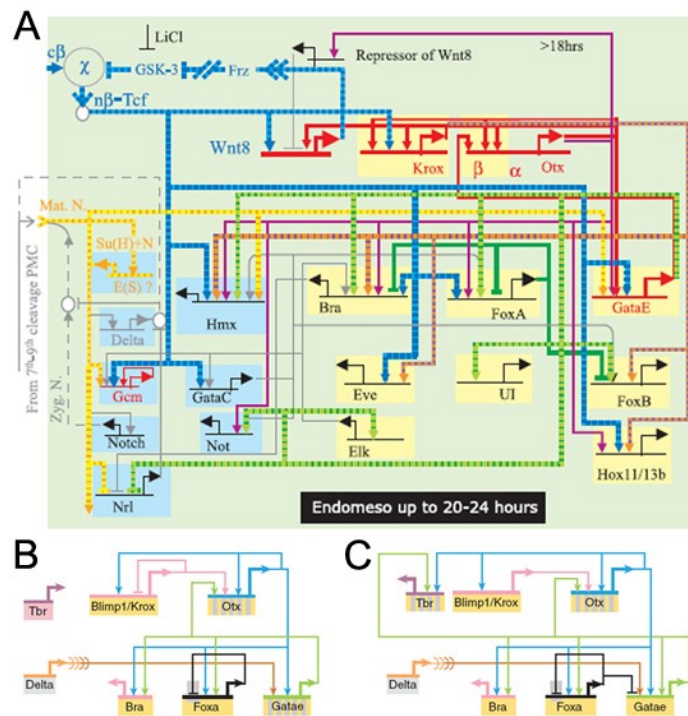 A
LiCl
cβ
χ
GSK-3
Frz
Repressor of Wnt8
>18hrs
nβ-Tcf
Wnt8
Krox
β
α
Otx
Mat. N.
Su(H)+N
E(S) ?
Hmx
Bra
FoxA
GataE
From 7th-9th cleavage PMC
Delta
Zyg. N.
Gcm
GataC
Eve
UI
FoxB
Notch
Not
Elk
Hox11/13b
Nrl
Endomeso up to 20-24 hours
B
C
Tbr
Blimp1/Krox
Otx
Tbr
Blimp1/Krox
Otx
Delta
Bra
Foxa
Gatae
Delta
Bra
Foxa
Gatae